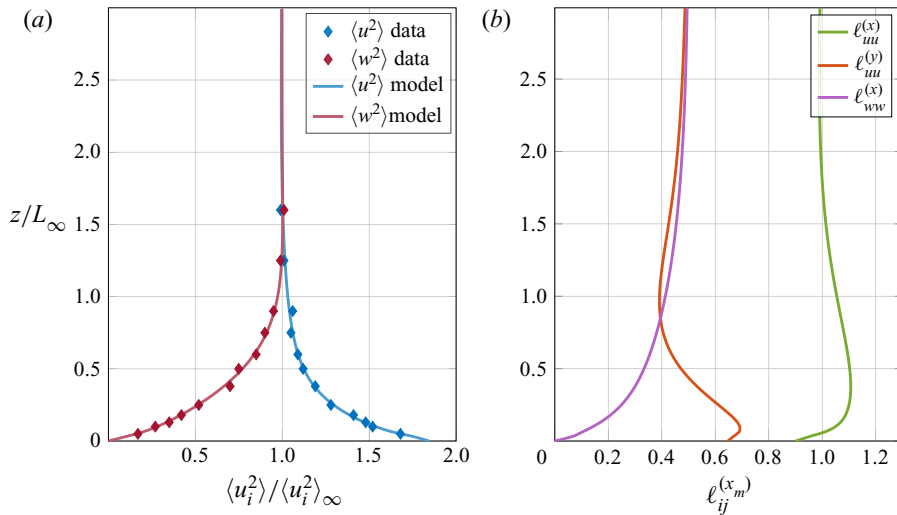 (a)
⟨u²⟩ data
⟨w²⟩ data
⟨u²⟩ model
⟨w²⟩model
2.5
2.0
1.5
1.0
0.5
0
z/L∞
0.5
1.0
1.5
2.0
⟨u_i²⟩/⟨u_i²⟩_∞
(b)
ℓ_{uu}^{(x)}
ℓ_{uu}^{(y)}
ℓ_{ww}^{(x)}
2.5
2.0
1.5
1.0
0.5
0
0.2
0.4
0.6
0.8
1.0
1.2
ℓ_{ij}^{(x_m)}